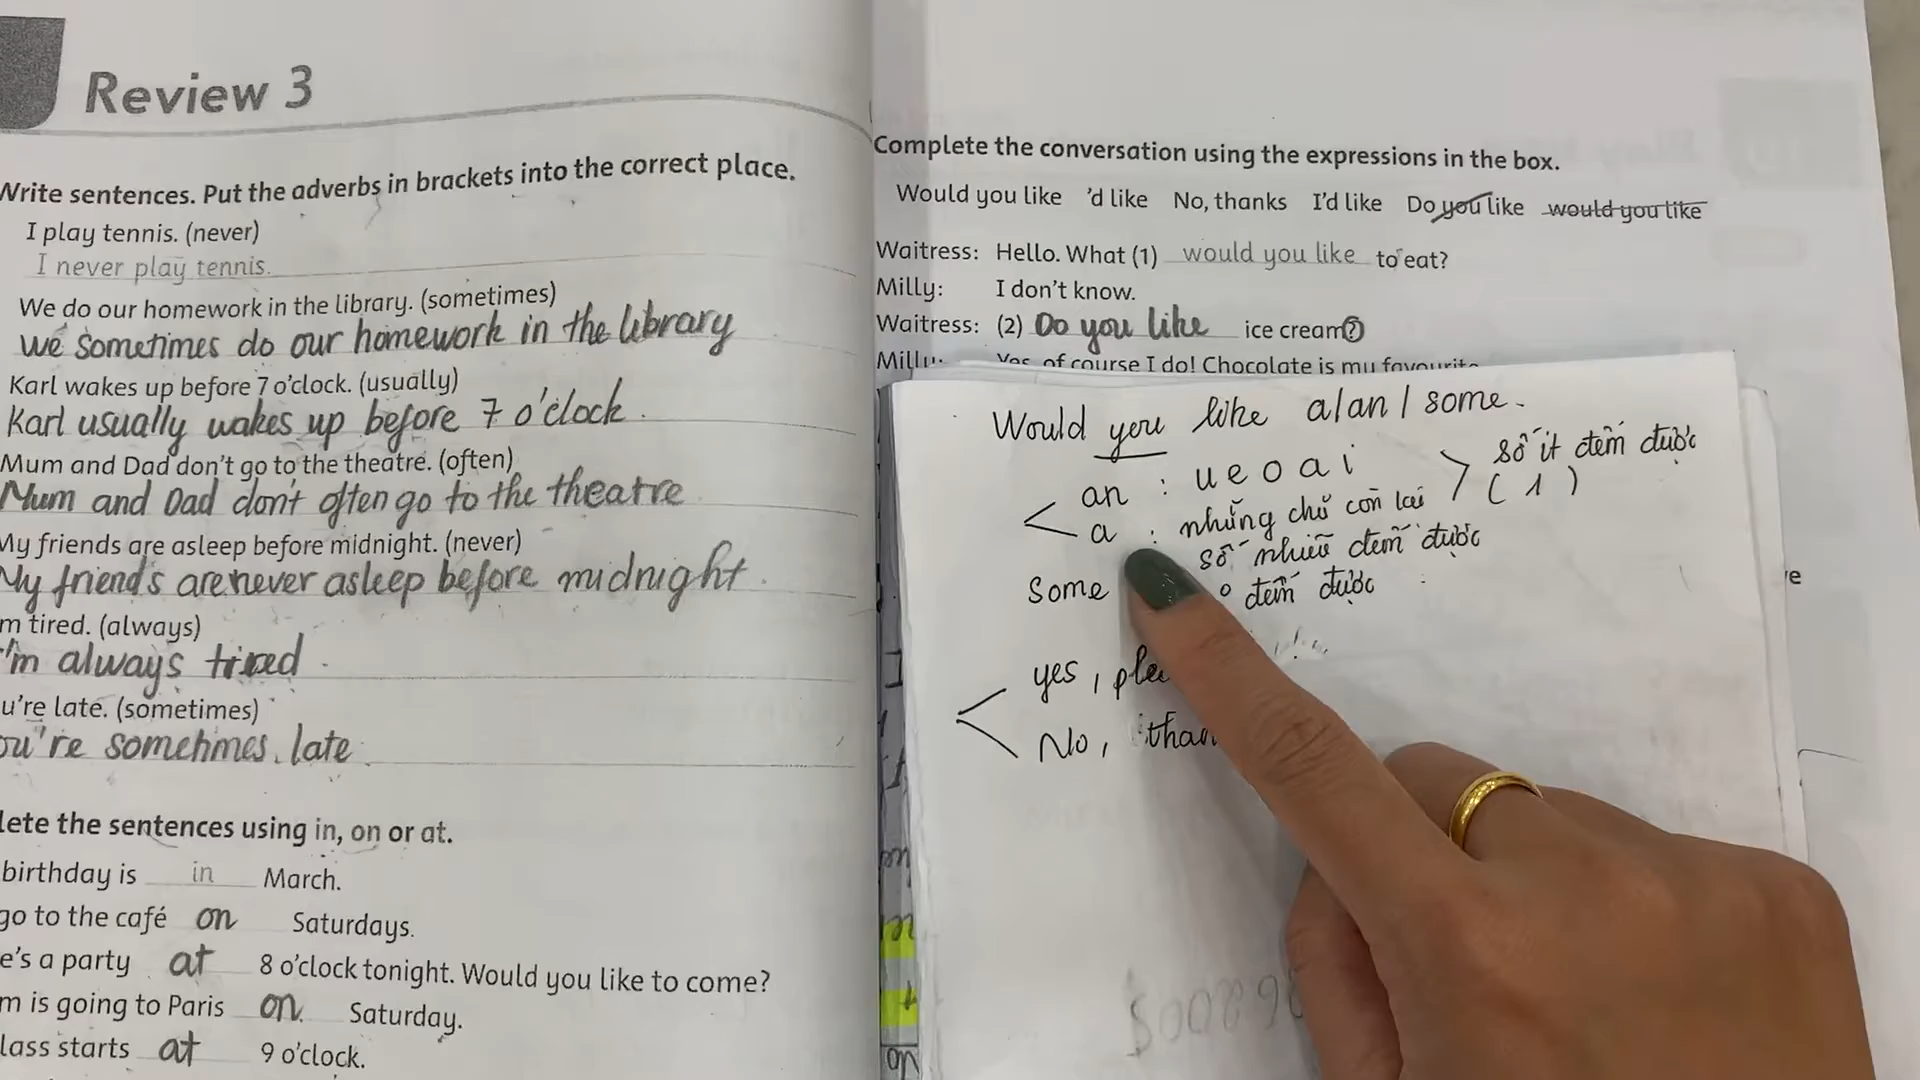 Review 3
Write sentences. Put the adverbs in brackets into the correct place.
I play tennis. (never)
I never play tennis.
We do our homework in the library. (sometimes)
We sometimes do our homework in the library
Karl wakes up before 7 o'clock. (usually)
Karl usually wakes up before 7 o'clock.
Mum and Dad don't go to the theatre. (often)
Mum and Dad don't often go to the theatre
My friends are asleep before midnight. (never)
My friends are never asleep before midnight.
m tired. (always)
I'm always tired.
u're late. (sometimes)
ou're sometimes late.
lete the sentences using in, on or at.
birthday is in March.
go to the café on Saturdays.
e's a party at 8 o'clock tonight. Would you like to come?
m is going to Paris on Saturday.
lass starts at 9 o'clock.
Complete the conversation using the expressions in the box.
Would you like 'd like No, thanks I'd like Do you like would you like
Waitress: Hello. What (1) would you like to eat?
Milly: I don't know.
Waitress: (2) Do you like ice cream?
Milly: Yes, of course I do! Chocolate is my favourite
Would you like a/an/some.
an : u e o a i
số ít đếm được
a : những chữ còn lại
(1)
số nhiều đếm được
some
o đếm được
yes,
No,